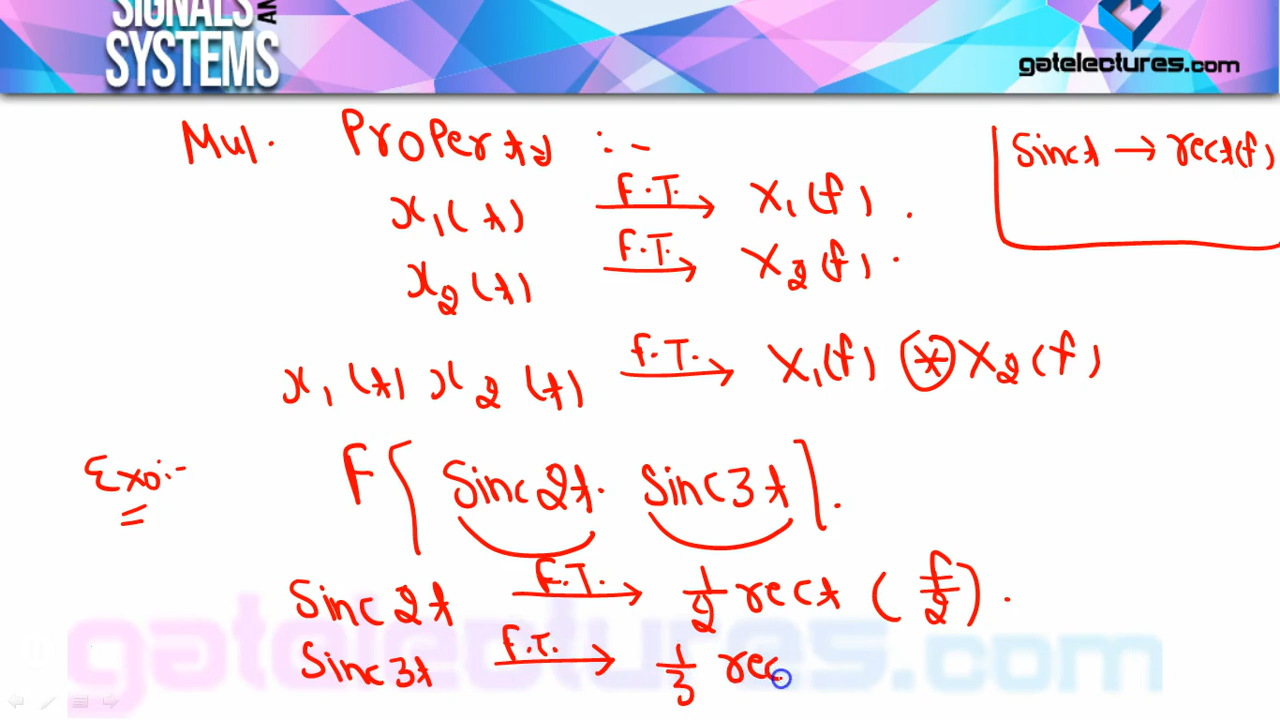 SIGNALS AN
SYSTEMS
gatelectures.com
Mul. Property :-
Sinct → rect(f)
x₁(t) F.T. → X₁(f).
x₂(t) F.T. → X₂(f).
x₁(t) x₂(t) F.T. → X₁(f) ⊛ X₂(f)
Exo:- F[Sinc2t. Sinc3t].
Sinc2t F.T. → 1/2 rect (f/2).
Sinc3t F.T. → 1/3 rec
gatelectures.com